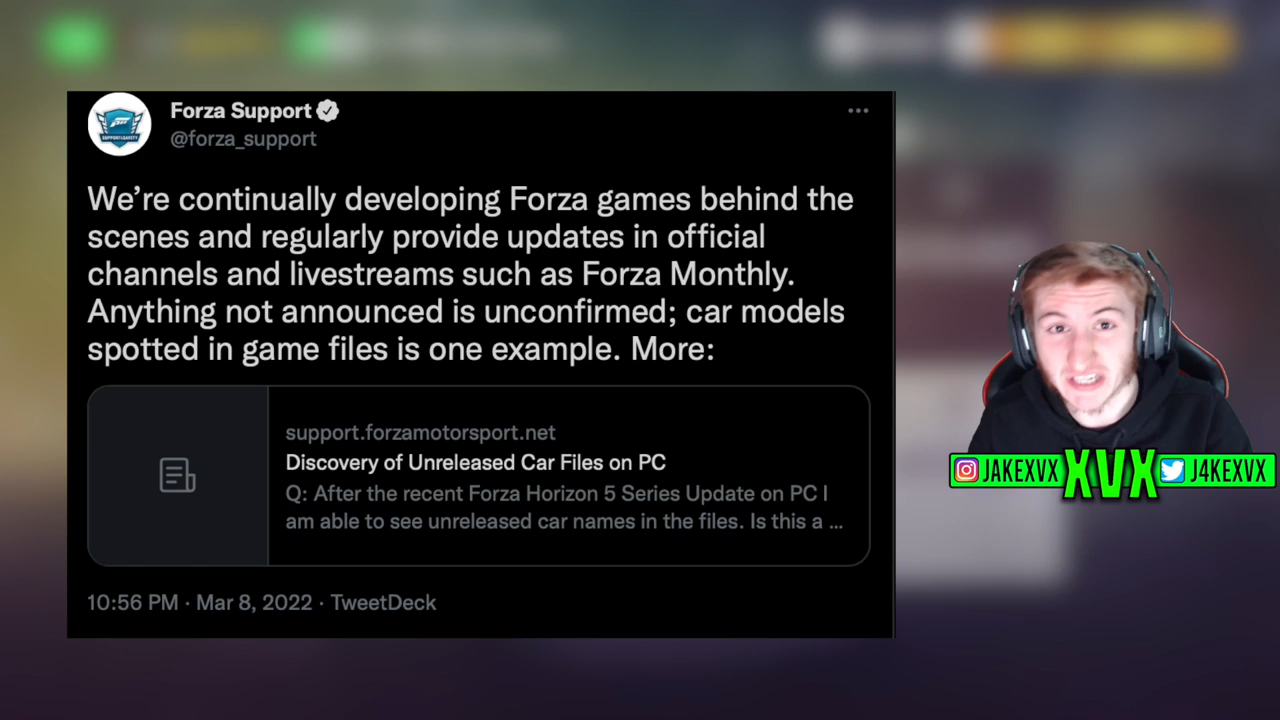 Forza Support
@forza_support
We're continually developing Forza games behind the
scenes and regularly provide updates in official
channels and livestreams such as Forza Monthly.
Anything not announced is unconfirmed; car models
spotted in game files is one example. More:
support.forzamotorsport.net
Discovery of Unreleased Car Files on PC
Q: After the recent Forza Horizon 5 Series Update on PC I
am able to see unreleased car names in the files. Is this a ...
10:56 PM · Mar 8, 2022 · TweetDeck
JAKEXVX XVX J4KEXVX